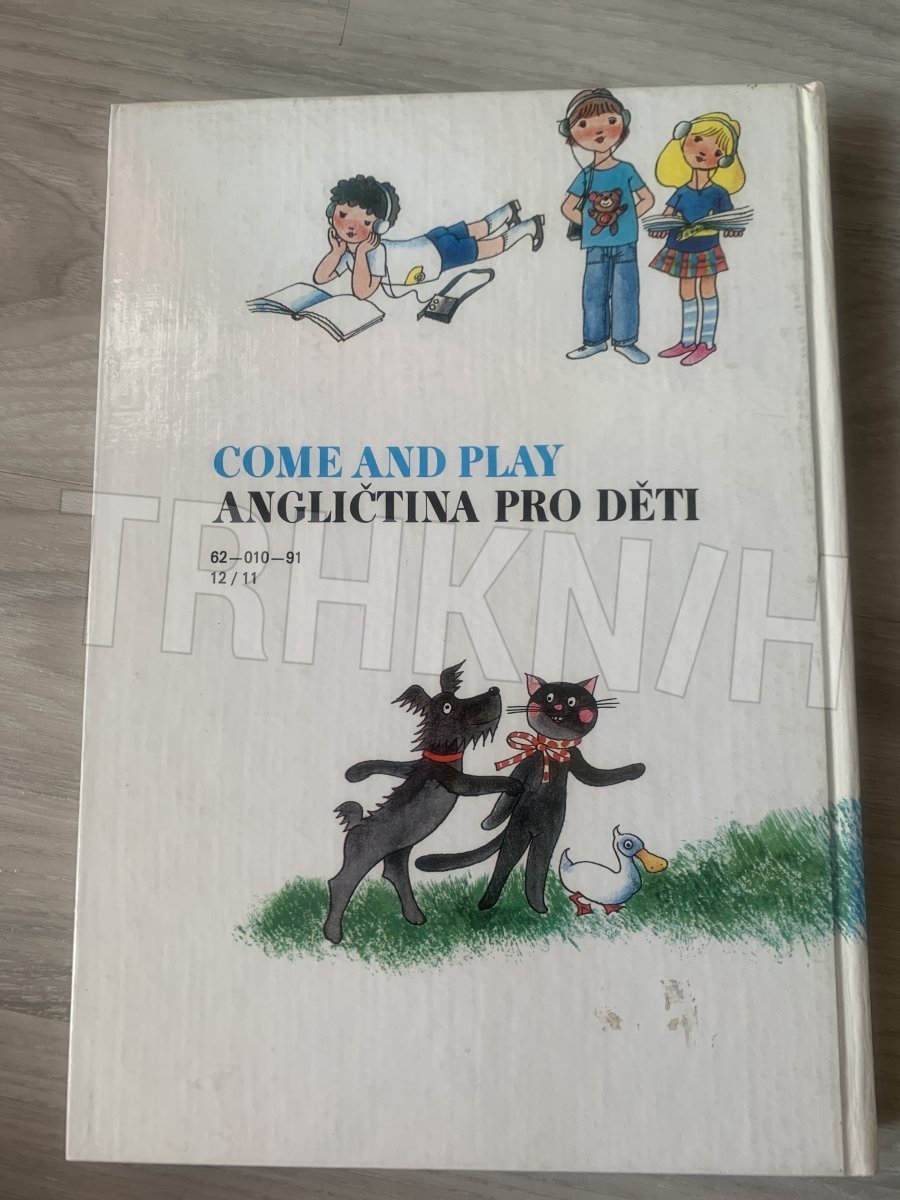 COME AND PLAY
ANGLIČTINA PRO DĚTI
62—010—91
12 / 11
TRHKNIH